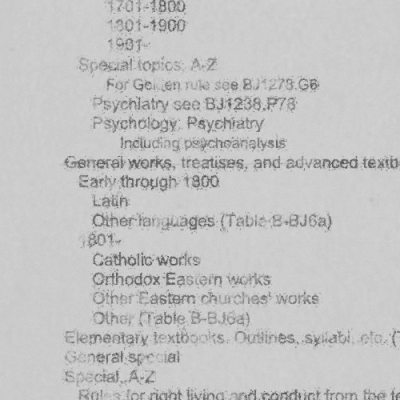 1701-1800
1801-1900
1901-
Special topics, A-Z
For Golden rule see BJ1278.G6
Psychiatry see BJ1238.P78
Psychology. Psychiatry
Including psychoanalysis
General works, treatises, and advanced textb
Early through 1800
Latin
Other languages (Table B-BJ6a)
1801-
Catholic works
Orthodox Eastern works
Other Eastern churches' works
Other (Table B-BJ6a)
Elementary textbooks. Outlines, syllabi, etc. (T
General special
Special, A-Z
Rules for right living and conduct from the te